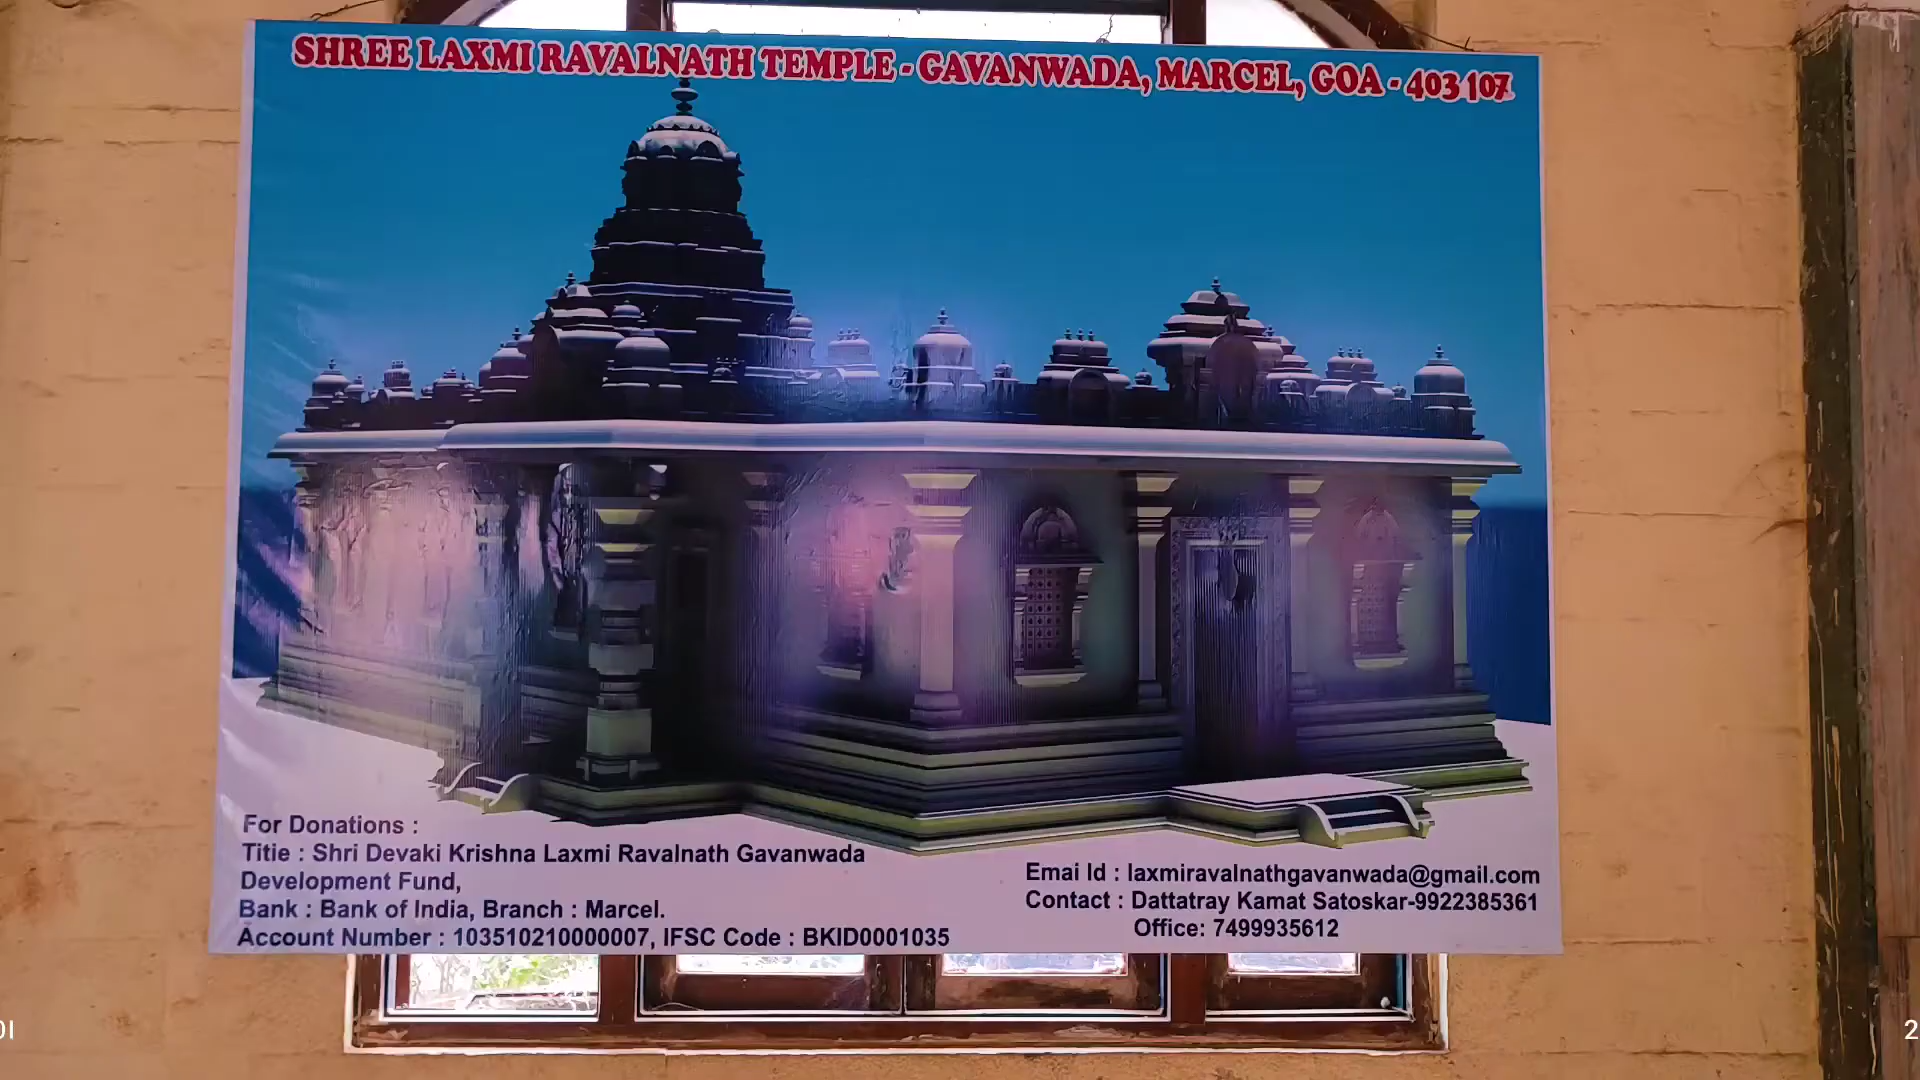 SHREE LAXMI RAVALNATH TEMPLE - GAVANWADA, MARCEL, GOA - 403 107
For Donations :
Titie : Shri Devaki Krishna Laxmi Ravalnath Gavanwada
Development Fund,
Bank : Bank of India, Branch : Marcel.
Account Number : 103510210000007, IFSC Code : BKID0001035
Emai Id : laxmiravalnathgavanwada@gmail.com
Contact : Dattatray Kamat Satoskar-9922385361
Office: 7499935612